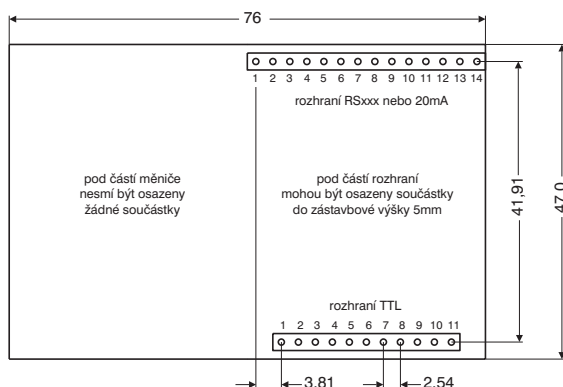 76
1 2 3 4 5 6 7 8 9 10 11 12 13 14
rozhraní RSxxx nebo 20mA
pod částí měniče
nesmí být osazeny
žádné součástky
pod částí rozhraní
mohou být osazeny součástky
do zástavbové výšky 5mm
41,91
47,0
rozhraní TTL
1 2 3 4 5 6 7 8 9 10 11
3,81
2,54